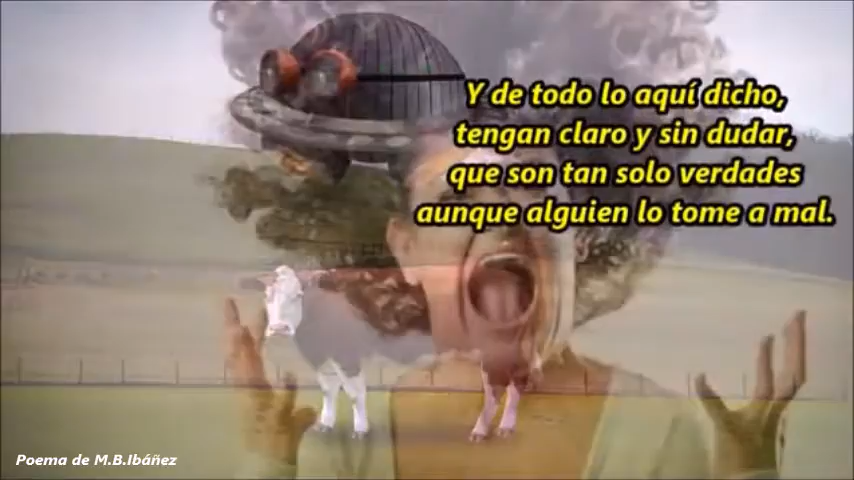 Y de todo lo aquí dicho,
tengan claro y sin dudar,
que son tan solo verdades
aunque alguien lo tome a mal.
Poema de M.B.Ibáñez